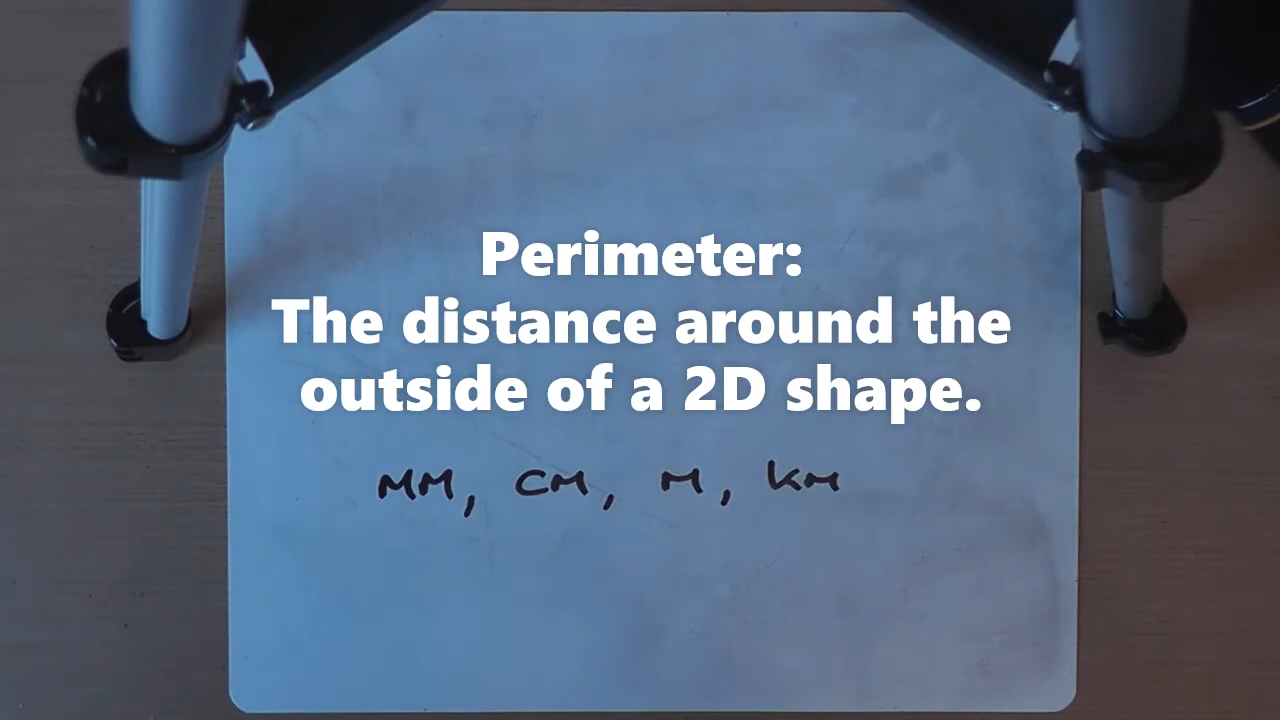 Perimeter:
The distance around the
outside of a 2D shape.
MM, CM, M, KM